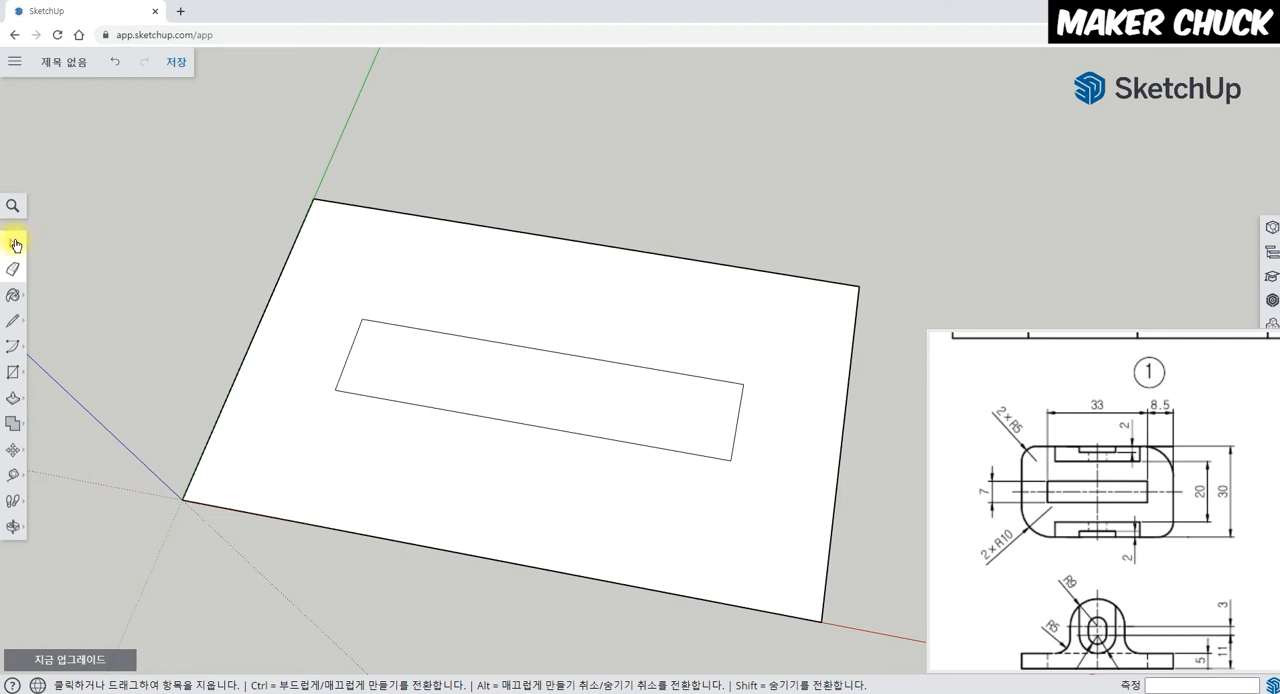 SketchUp
MAKER CHUCK
app.sketchup.com/app
제목 없음
저장
SketchUp
1
33
8.5
2×R5
2
7
20
30
2×R10
2
R9
3
R5
11
5
지금 업그레이드
클릭하거나 드래그하여 항목을 지웁니다. | Ctrl = 부드럽게/매끄럽게 만들기를 전환합니다. | Alt = 매끄럽게 만들기 취소/숨기기 취소를 전환합니다. | Shift = 숨기기를 전환합니다.
측정